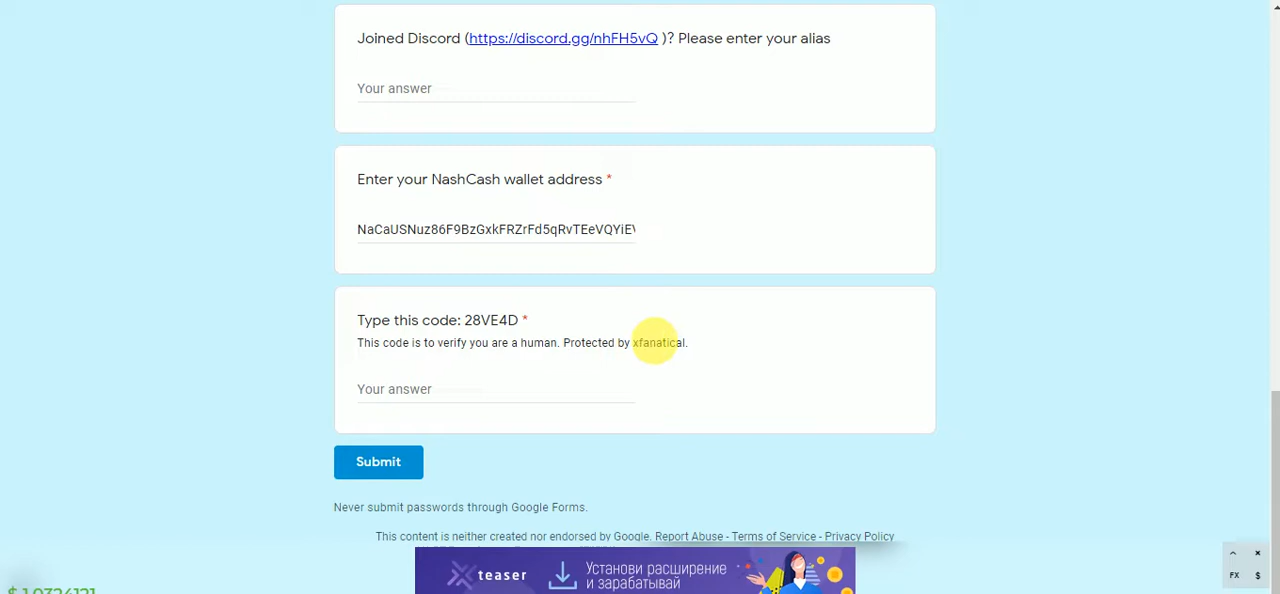 Joined Discord (https://discord.gg/nhFH5vQ )? Please enter your alias
Your answer
Enter your NashCash wallet address *
NaCaUSNuz86F9BzGxkFRZrFd5qRvTEeVQYiEV
Type this code: 28VE4D *
This code is to verify you are a human. Protected by xfanatical.
Your answer
Submit
Never submit passwords through Google Forms.
This content is neither created nor endorsed by Google. Report Abuse - Terms of Service - Privacy Policy
teaser
Установи расширение
и зарабатывай
FX $